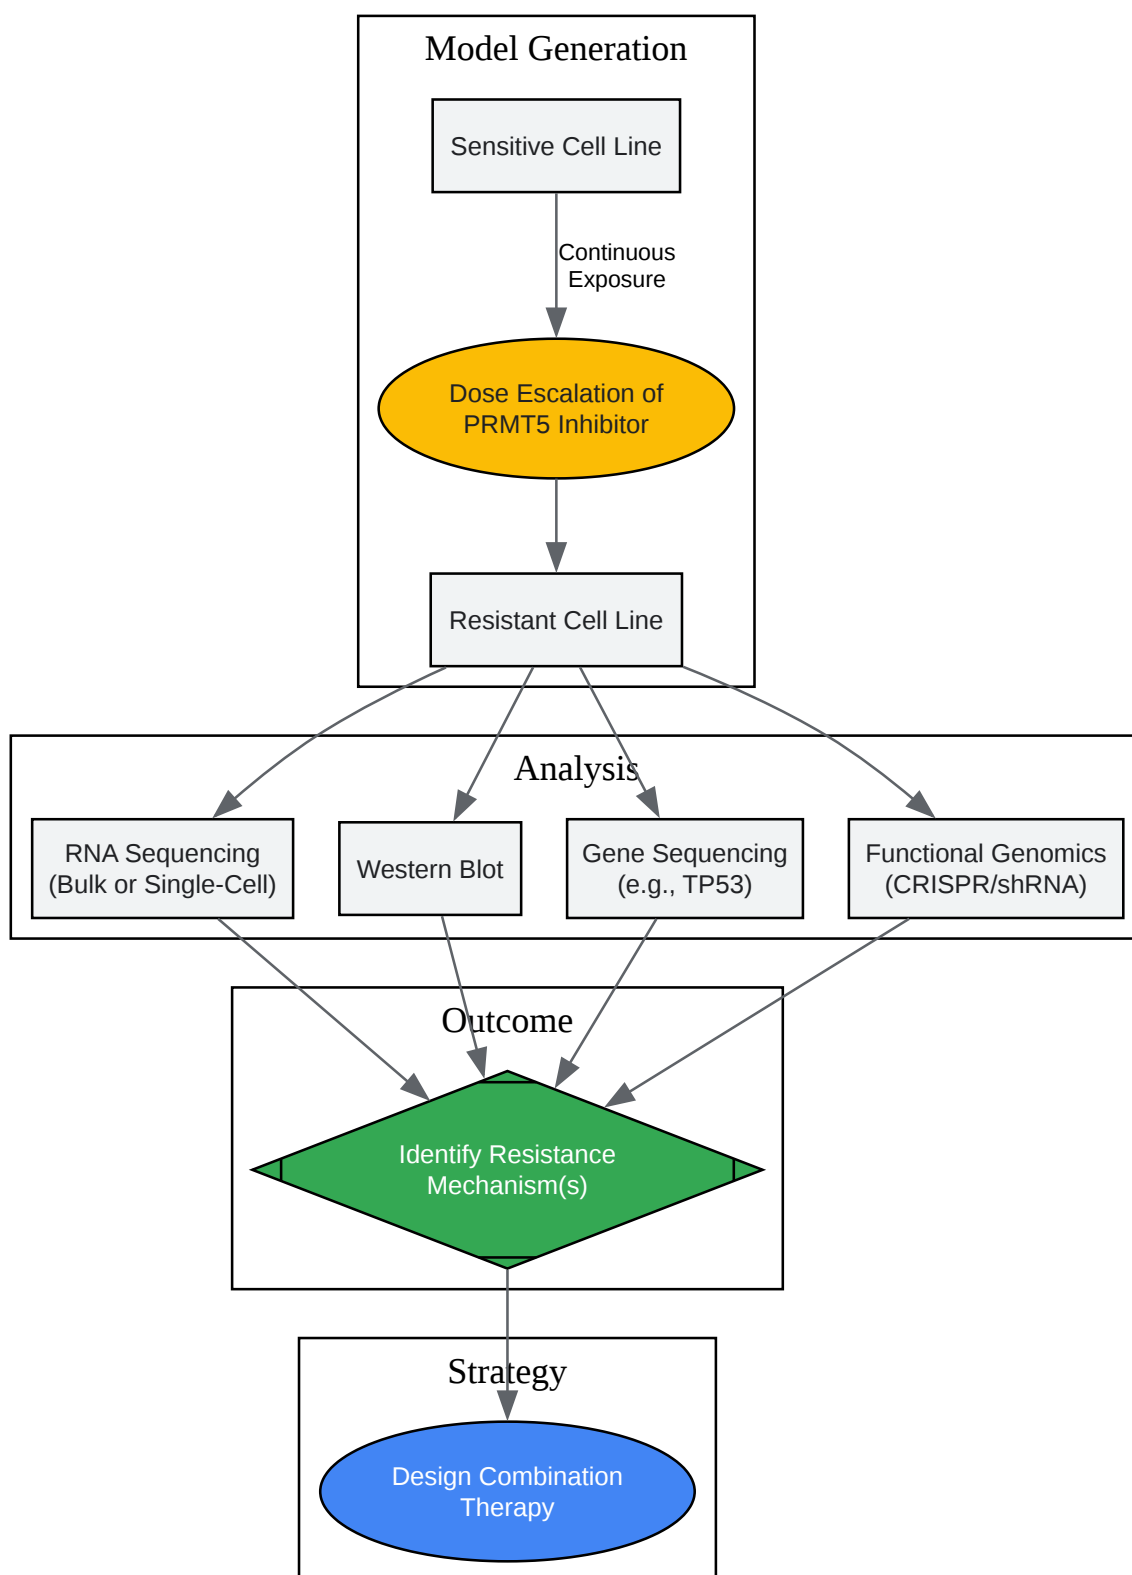 Model Generation
Sensitive Cell Line
Continuous
Exposure
Dose Escalation of
PRMT5 Inhibitor
Resistant Cell Line
Analysis
RNA Sequencing
(Bulk or Single-Cell)
Western Blot
Gene Sequencing
(e.g., TP53)
Functional Genomics
(CRISPR/shRNA)
Outcome
Identify Resistance
Mechanism(s)
Strategy
Design Combination
Therapy